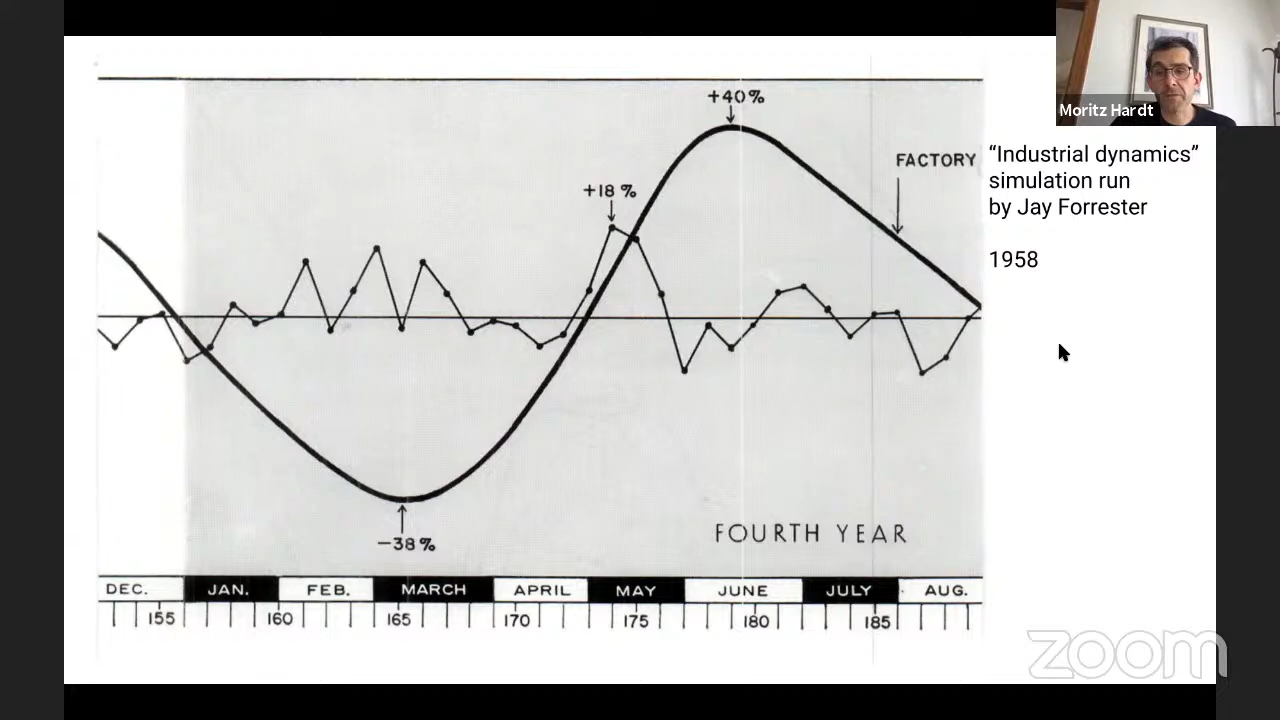 Moritz Hardt
+40%
FACTORY
+18 %
−38%
FOURTH YEAR
DEC. JAN. FEB. MARCH APRIL MAY JUNE JULY AUG.
155 160 165 170 175 180 185
“Industrial dynamics”
simulation run
by Jay Forrester
1958
zoom